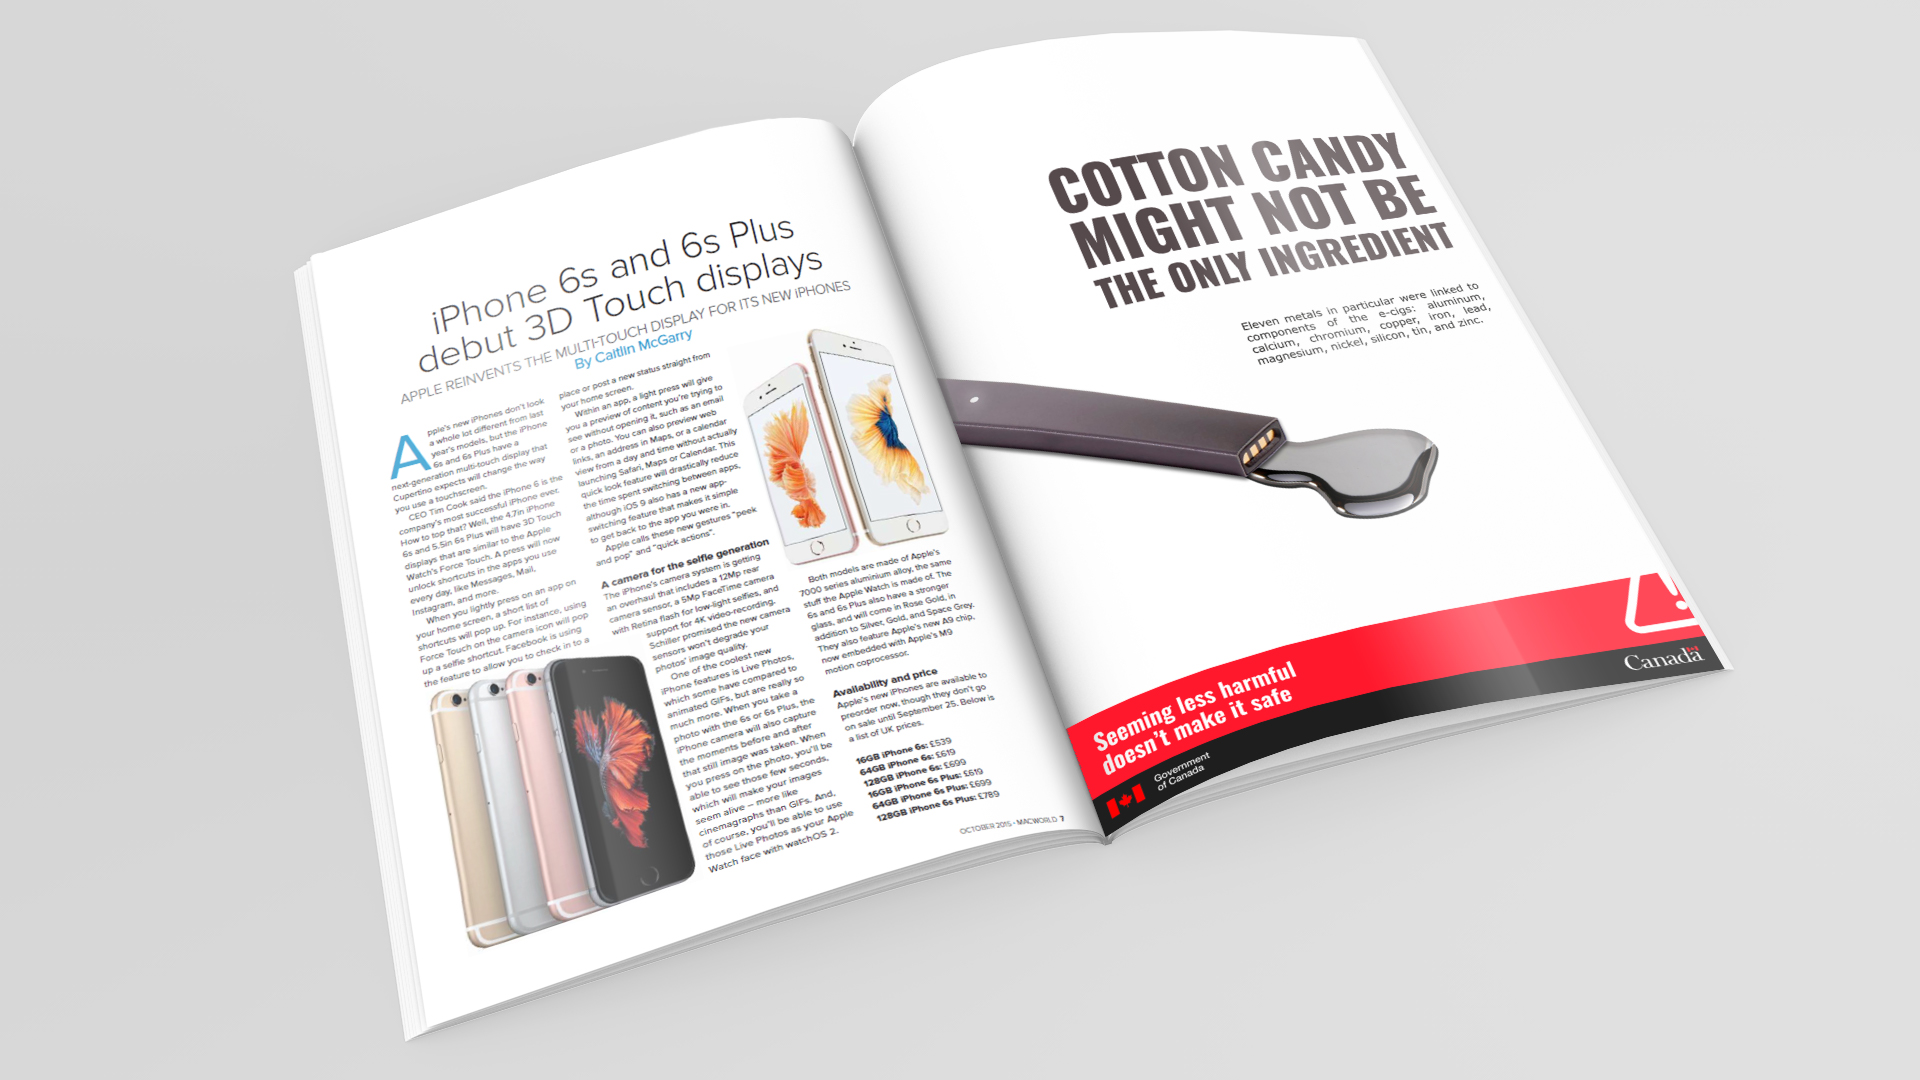 iPhone 6s and 6s Plus
debut 3D Touch displays
APPLE REINVENTS THE MULTI-TOUCH DISPLAY FOR ITS NEW iPHONES
By Caitlin McGarry
Apple's new iPhones don't look
a whole lot different from last
year's models, but the iPhone
6s and 6s Plus have a
next-generation multi-touch display that
Cupertino expects will change the way
you use a touchscreen.
CEO Tim Cook said the iPhone 6 is the
company's most successful iPhone ever.
How to top that? Well, the 4.7in iPhone
6s and 5.5in 6s Plus will have 3D Touch
displays that are similar to the Apple
Watch's Force Touch. A press will now
unlock shortcuts in the apps you use
every day, like Messages, Mail,
Instagram, and more.
When you lightly press on an app on
your home screen, a short list of
shortcuts will pop up. For instance, using
Force Touch on the camera icon will pop
up a selfie shortcut. Facebook is using
the feature to allow you to check in to a
place or post a new status straight from
your home screen.
Within an app, a light press will give
you a preview of content you're trying to
see without opening it, such as an email
or a photo. You can also preview web
links, an address in Maps, or a calendar
view from a day and time without actually
launching Safari, Maps or Calendar. This
quick look feature will drastically reduce
the time spent switching between apps,
although iOS 9 also has a new app-
switching feature that makes it simple
to get back to the app you were in.
Apple calls these new gestures "peek
and pop" and "quick actions".
A camera for the selfie generation
The iPhone's camera system is getting
an overhaul that includes a 12Mp rear
camera sensor, a 5Mp FaceTime camera
with Retina flash for low-light selfies, and
support for 4K video-recording.
Schiller promised the new camera
sensors won't degrade your
photos' image quality.
One of the coolest new
iPhone features is Live Photos,
which some have compared to
animated GIFs, but are really so
much more. When you take a
photo with the 6s or 6s Plus, the
iPhone camera will also capture
the moments before and after
that still image was taken. When
you press on the photo, you'll be
able to see those few seconds,
which will make your images
seem alive – more like
cinemagraphs than GIFs. And,
of course, you'll be able to use
those Live Photos as your Apple
Watch face with watchOS 2.
Both models are made of Apple's
7000 series aluminium alloy, the same
stuff the Apple Watch is made of. The
6s and 6s Plus also have a stronger
glass, and will come in Rose Gold, in
addition to Silver, Gold, and Space Grey.
They also feature Apple's new A9 chip,
now embedded with Apple's M9
motion coprocessor.
Availability and price
Apple's new iPhones are available to
preorder now, though they don't go
on sale until September 25. Below is
a list of UK prices.
16GB iPhone 6s: £539
64GB iPhone 6s: £619
128GB iPhone 6s: £699
16GB iPhone 6s Plus: £619
64GB iPhone 6s Plus: £699
128GB iPhone 6s Plus: £789
OCTOBER 2015 • MACWORLD 7
COTTON CANDY
MIGHT NOT BE
THE ONLY INGREDIENT
Eleven metals in particular were linked to
components of the e-cigs: aluminum,
calcium, chromium, copper, iron, lead,
magnesium, nickel, silicon, tin, and zinc.
Seeming less harmful
doesn't make it safe
Government
of Canada
Canada